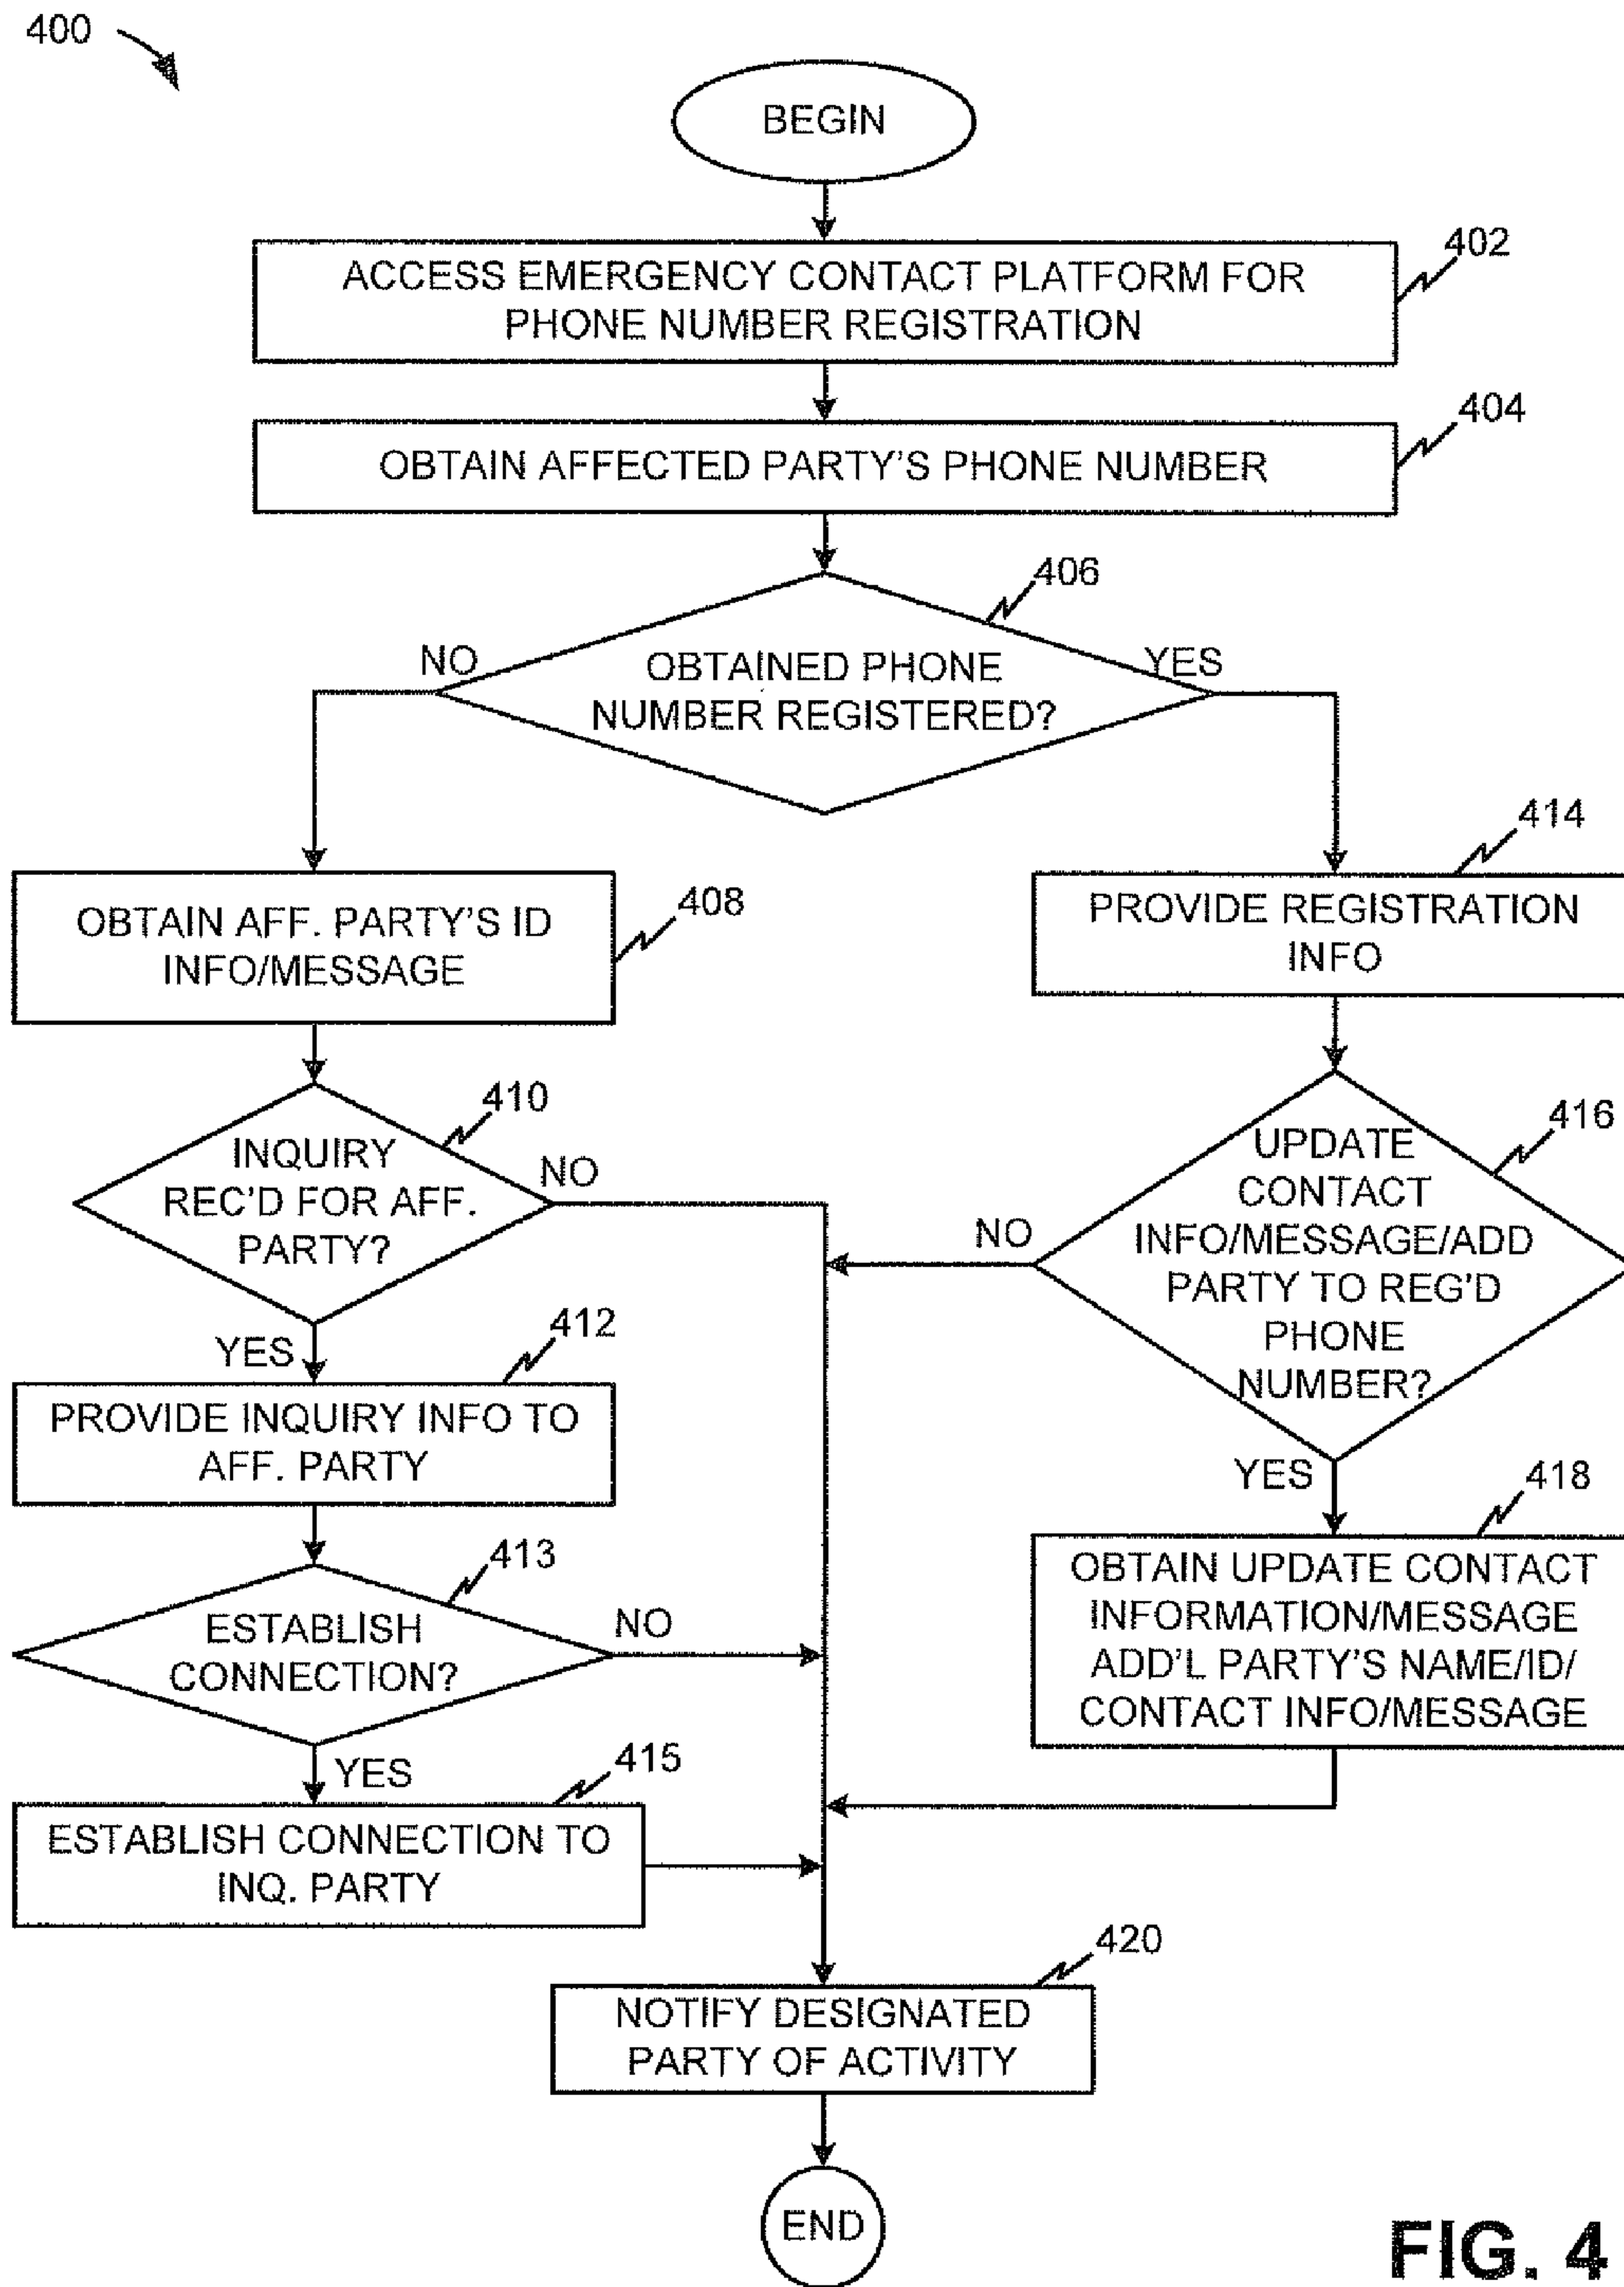 400
BEGIN
402
ACCESS EMERGENCY CONTACT PLATFORM FOR
PHONE NUMBER REGISTRATION
404
OBTAIN AFFECTED PARTY'S PHONE NUMBER
406
NO
OBTAINED PHONE
NUMBER REGISTERED?
YES
408
OBTAIN AFF. PARTY'S ID
INFO/MESSAGE
414
PROVIDE REGISTRATION
INFO
410
INQUIRY
REC'D FOR AFF.
PARTY?
NO
416
UPDATE
CONTACT
INFO/MESSAGE/ADD
PARTY TO REG'D
PHONE
NUMBER?
NO
YES
412
PROVIDE INQUIRY INFO TO
AFF. PARTY
YES
418
OBTAIN UPDATE CONTACT
INFORMATION/MESSAGE
ADD'L PARTY'S NAME/ID/
CONTACT INFO/MESSAGE
413
ESTABLISH
CONNECTION?
NO
YES
415
ESTABLISH CONNECTION TO
INQ. PARTY
420
NOTIFY DESIGNATED
PARTY OF ACTIVITY
END
FIG. 4